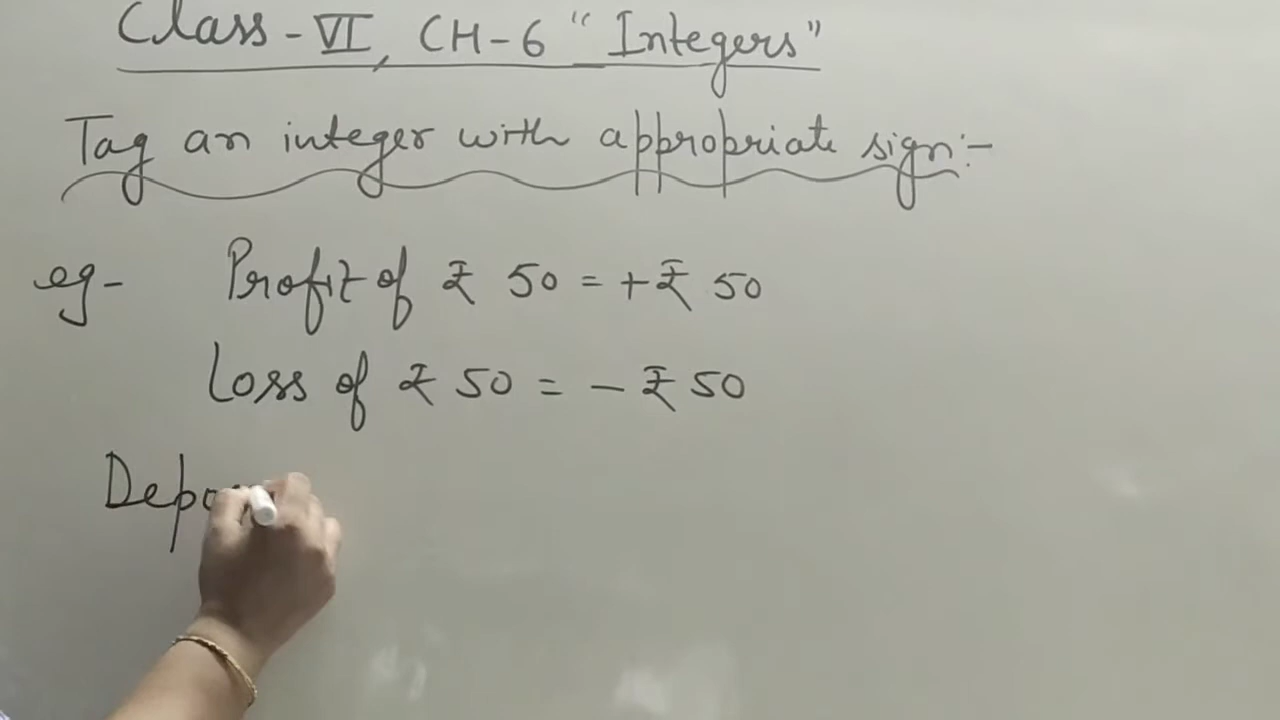 Class - VI, CH-6 "Integers"
Tag an integer with appropriate sign:-
eg- Profit of ₹ 50 = +₹ 50
Loss of ₹ 50 = - ₹ 50